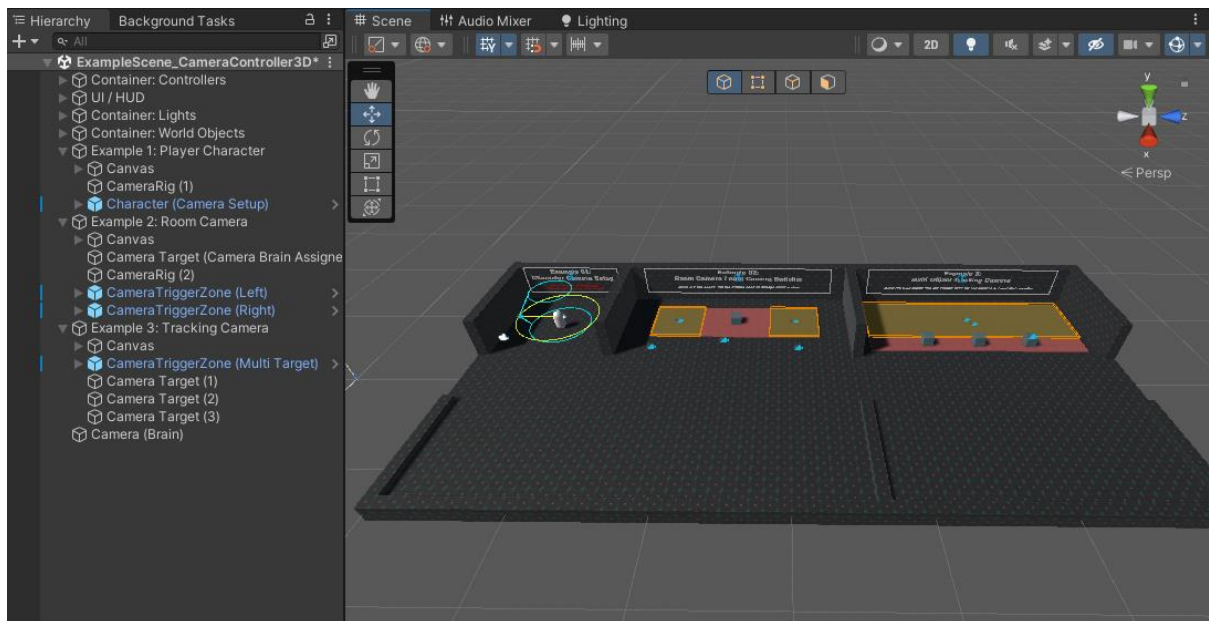 Hierarchy
Background Tasks
Scene
Audio Mixer
Lighting
All
2D
ExampleScene_CameraController3D*
Container: Controllers
UI / HUD
Container: Lights
Container: World Objects
Example 1: Player Character
Canvas
CameraRig (1)
Character (Camera Setup)
Example 2: Room Camera
Canvas
Camera Target (Camera Brain Assigne
CameraRig (2)
CameraTriggerZone (Left)
CameraTriggerZone (Right)
Example 3: Tracking Camera
Canvas
CameraTriggerZone (Multi Target)
Camera Target (1)
Camera Target (2)
Camera Target (3)
Camera (Brain)
y
z
x
Persp